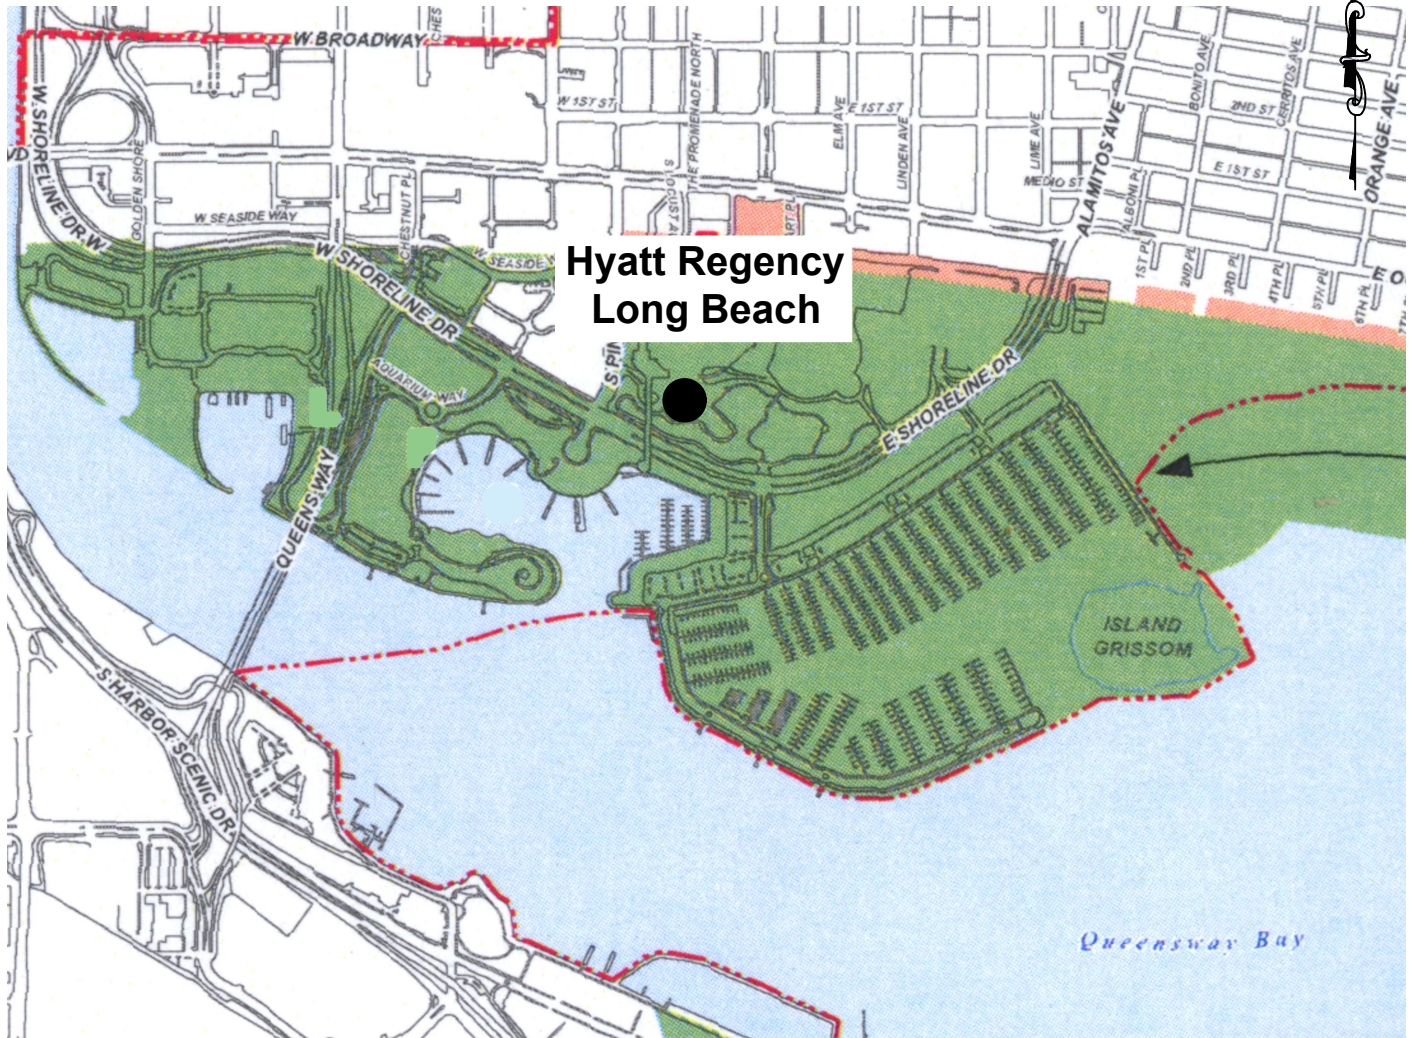 W BROADWAY
CHES
W SHORELINE DR W
GOLDEN SHORE
W SEASIDE WAY
CHESTNUT PL
W SHORELINE DR
W SEASIDE
W 1ST ST
THE PROMENADE NORTH
ELM AVE
E 1ST ST
LINDEN AVE
LIME AVE
MEDIO ST
ALAMITOS AVE
ALBONI PL
BONITO AVE
2ND ST
CERRITOS AVE
E 1ST ST
ORANGE AVE
1ST PL
2ND PL
3RD PL
4TH PL
5TH PL
6TH PL
7TH
E O
Hyatt Regency
Long Beach
S PIN
AQUARIUM WAY
E SHORELINE DR
QUEENS WAY
ISLAND
GRISSOM
S HARBOR SCENIC DR
Queensway Bay